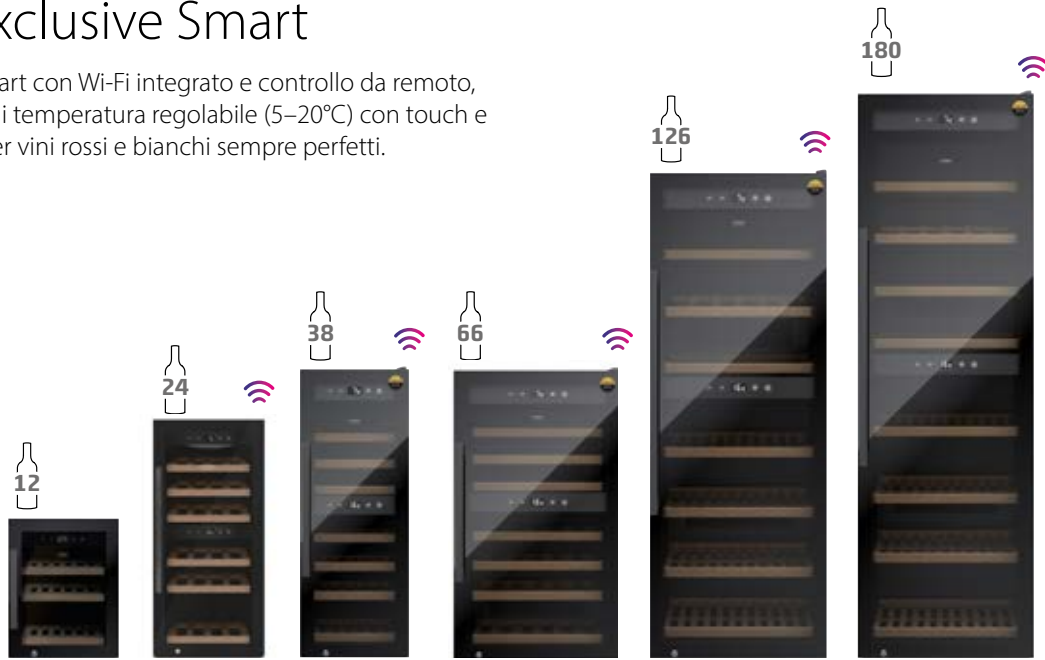 xclusive Smart
art con Wi-Fi integrato e controllo da remoto,
i temperatura regolabile (5–20°C) con touch e
er vini rossi e bianchi sempre perfetti.
180
126
38
66
24
12